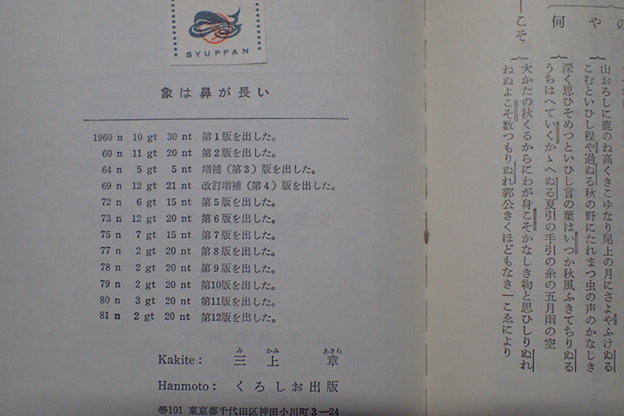 SYUPPAN
象は鼻が長い
1960 n 10 gt 30 nt 第1版を出した。
60 n 11 gt 20 nt 第2版を出した。
64 n 5 gt 5 nt 増補(第3)版を出した。
69 n 12 gt 21 nt 改訂増補(第4)版を出した。
72 n 6 gt 15 nt 第5版を出した。
73 n 12 gt 20 nt 第6版を出した。
75 n 7 gt 15 nt 第7版を出した。
77 n 2 gt 20 nt 第8版を出した。
78 n 2 gt 20 nt 第9版を出した。
79 n 2 gt 20 nt 第10版を出した。
80 n 3 gt 20 nt 第11版を出した。
81 n 2 gt 20 nt 第12版を出した。
Kakite: 三上 章
み かみ あきら
Hanmoto: くろしお出版
〒101 東京都千代田区神田小川町3—24
の
や
何
こそ
山おろしに鹿のね高くきこゆなり尾上の月にさよやふけぬる
こむといひし程や過ぬる秋の野にたれまつ虫の声のかなしき
深く思ひそめつといひし言の葉はいつか秋風ふきてちりぬる
うちはへていくかゝへぬる夏引の手引の糸の五月雨の空
大かたの秋くるからにわが身こそかなしき物と思ひしりぬれ
ねぬよこそ数つもりぬれ郭公きくほどもなき一こゑにより